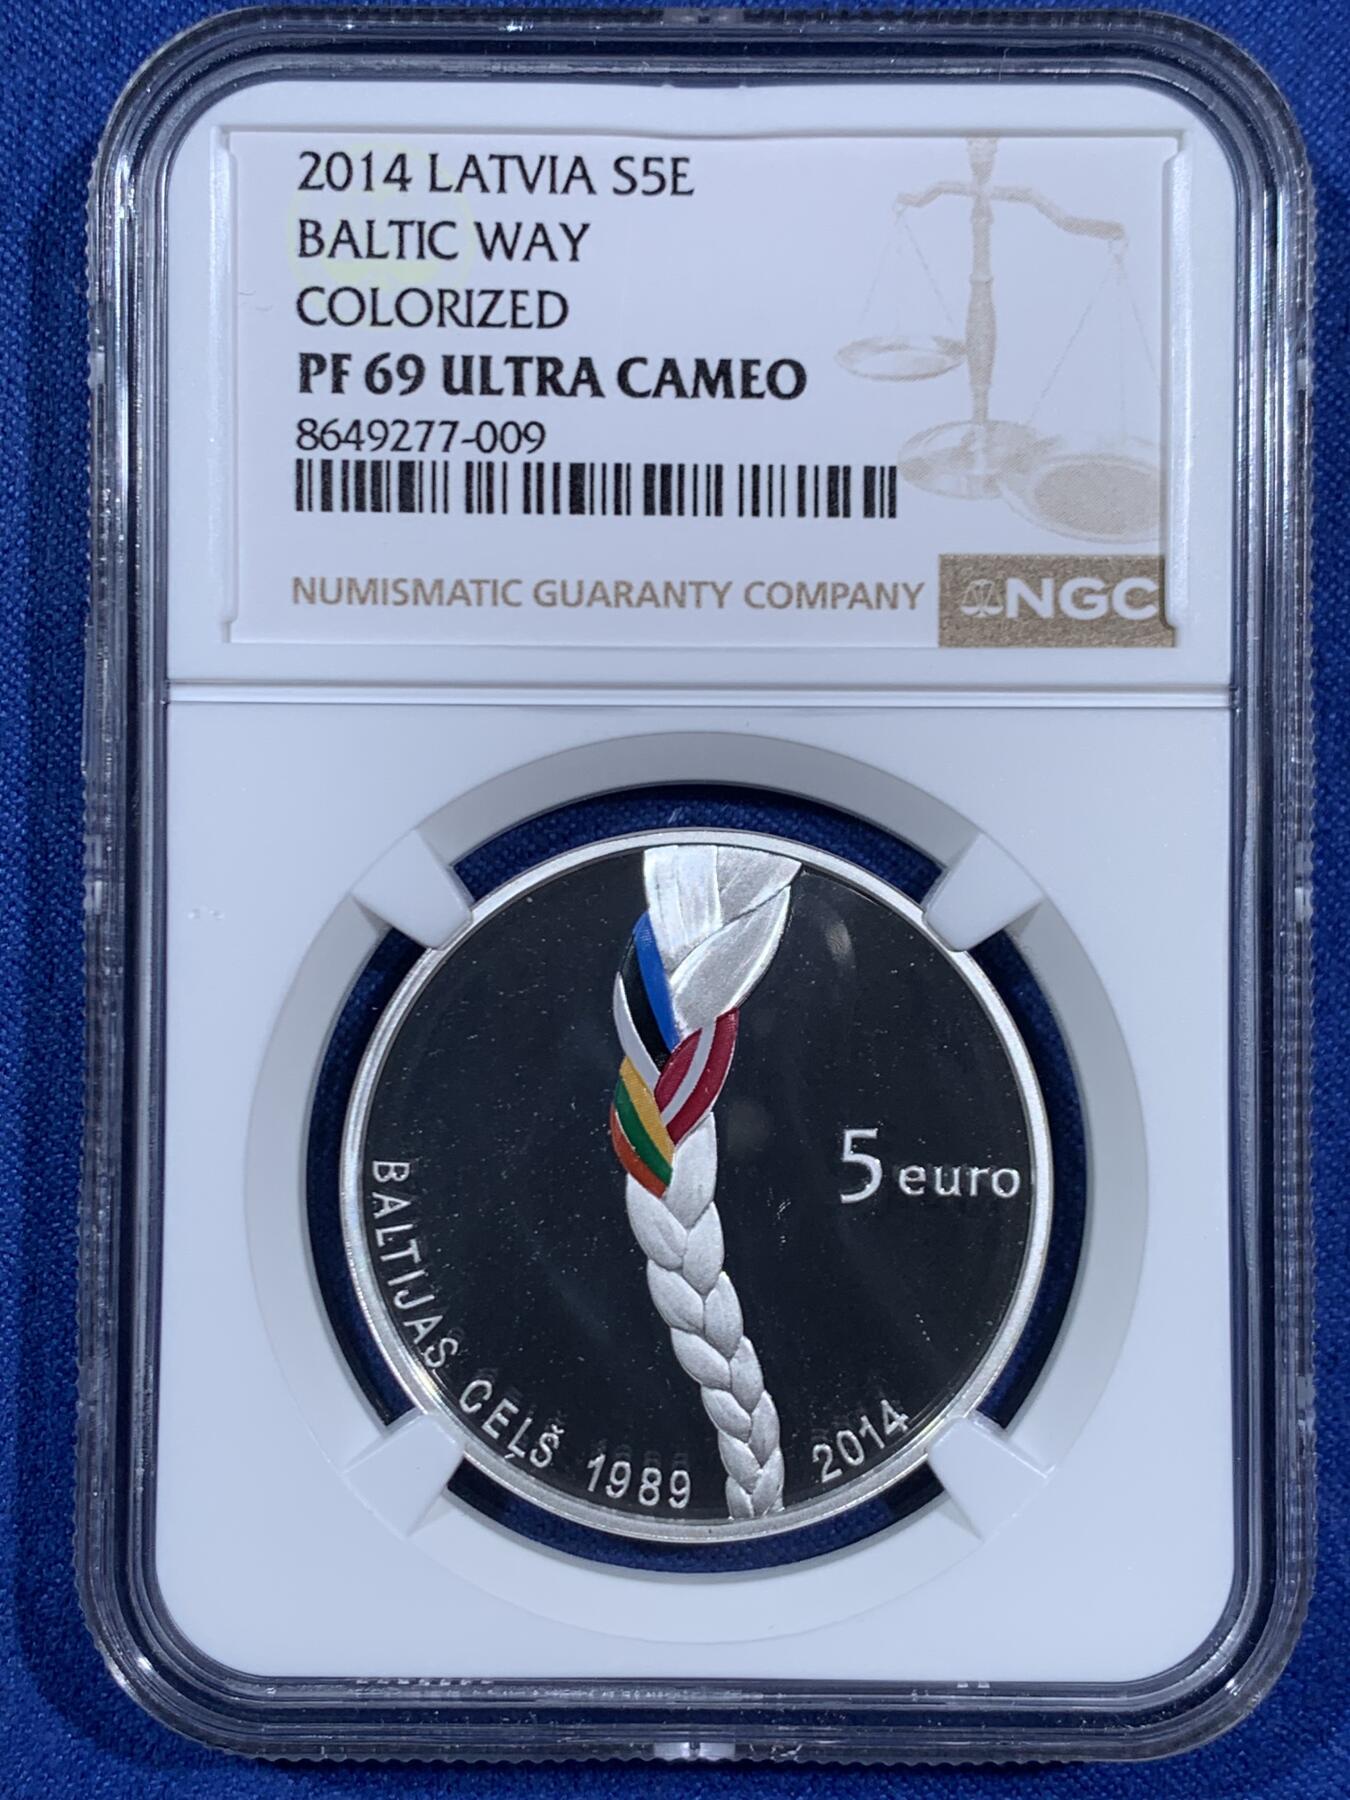 2014 LATVIA S5E
BALTIC WAY
COLORIZED
PF 69 ULTRA CAMEO
8649277-009
NUMISMATIC GUARANTY COMPANY
NGC
5 euro
BALTIJAS CEĻŠ 1989
2014